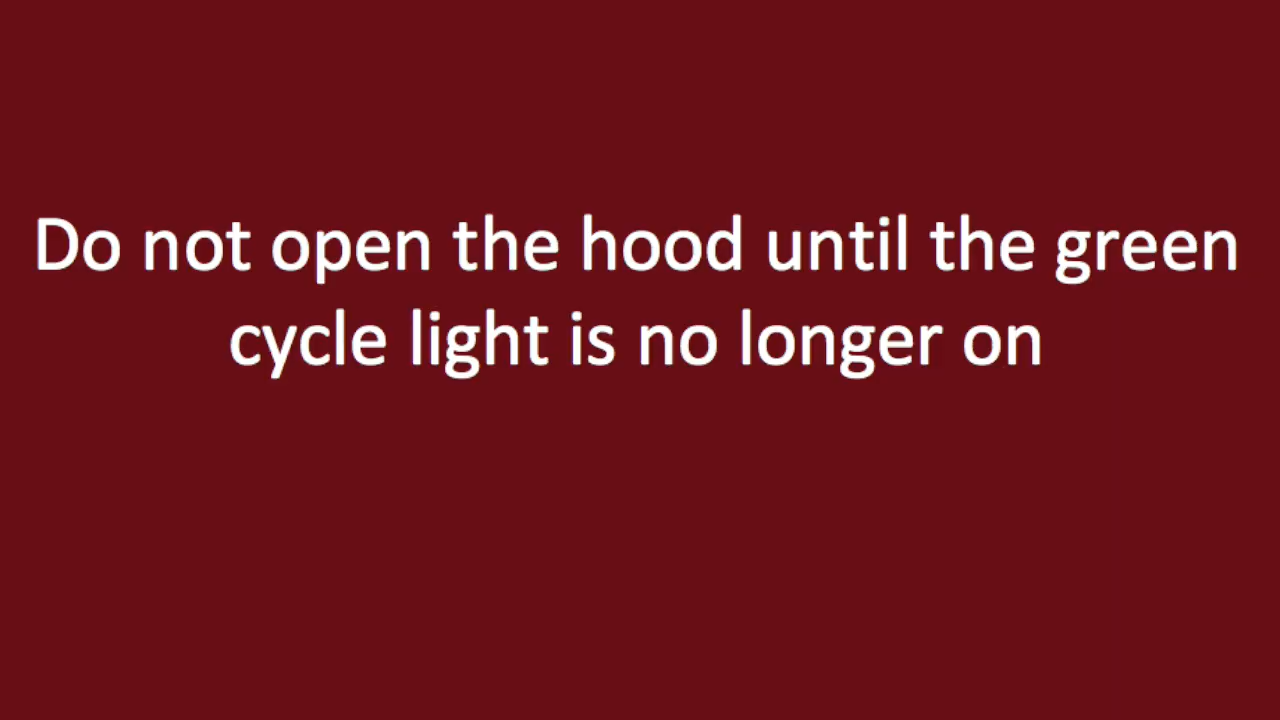 Do not open the hood until the green
cycle light is no longer on